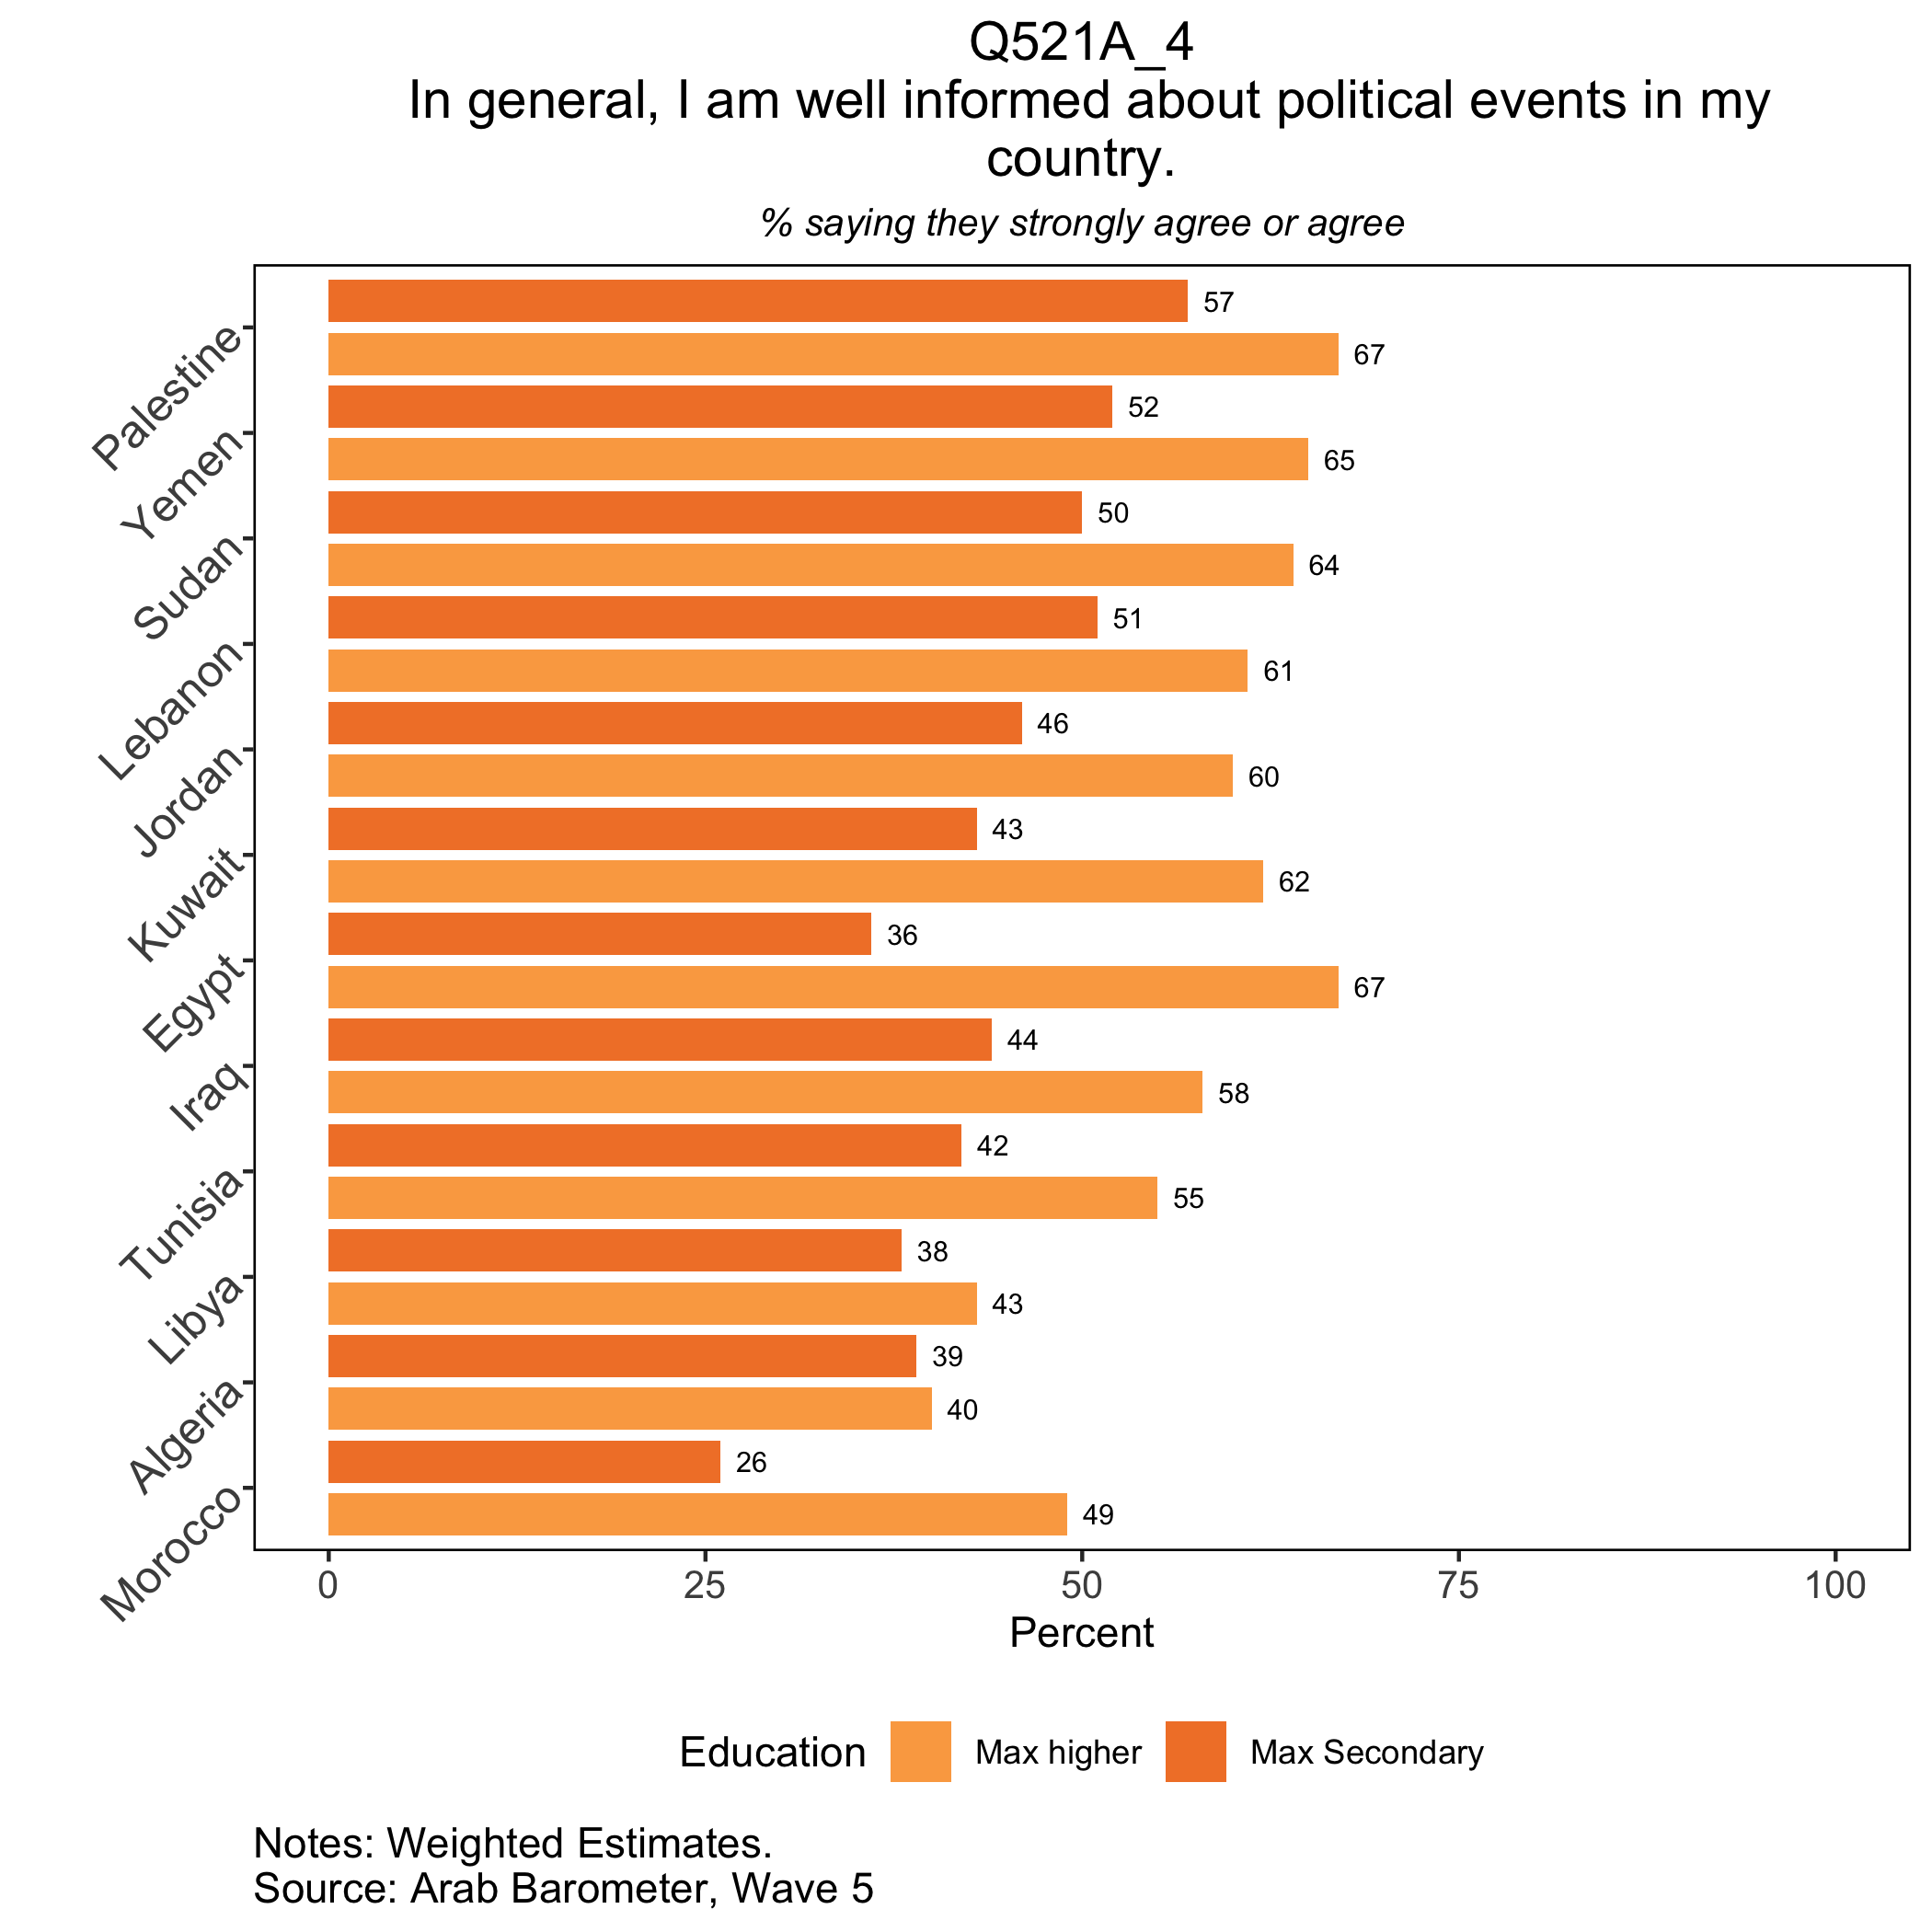 Q521A_4
In general, I am well informed about political events in my
country.
% saying they strongly agree or agree
Palestine
57
67
Yemen
52
65
Sudan
50
64
Lebanon
51
61
Jordan
46
60
Kuwait
43
62
Egypt
36
67
Iraq
44
58
Tunisia
42
55
Libya
38
43
Algeria
39
40
Morocco
26
49
0 25 50 75 100
Percent
Education Max higher Max Secondary
Notes: Weighted Estimates.
Source: Arab Barometer, Wave 5